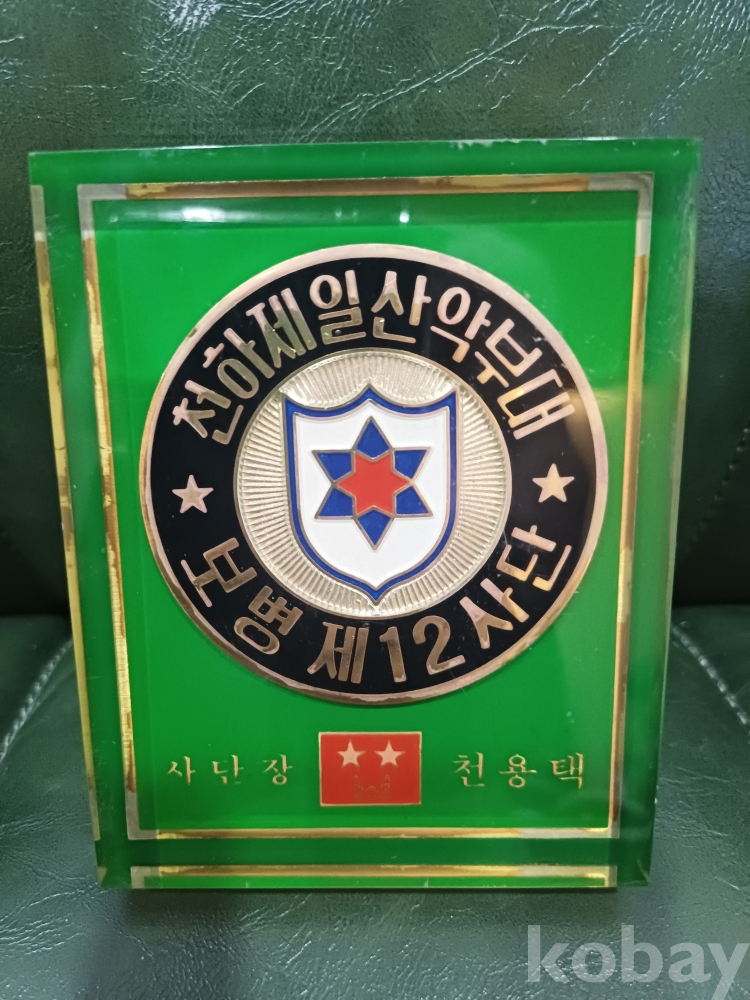 천하제일산악부대
보병 제12사단
사단장 천용택
kobay